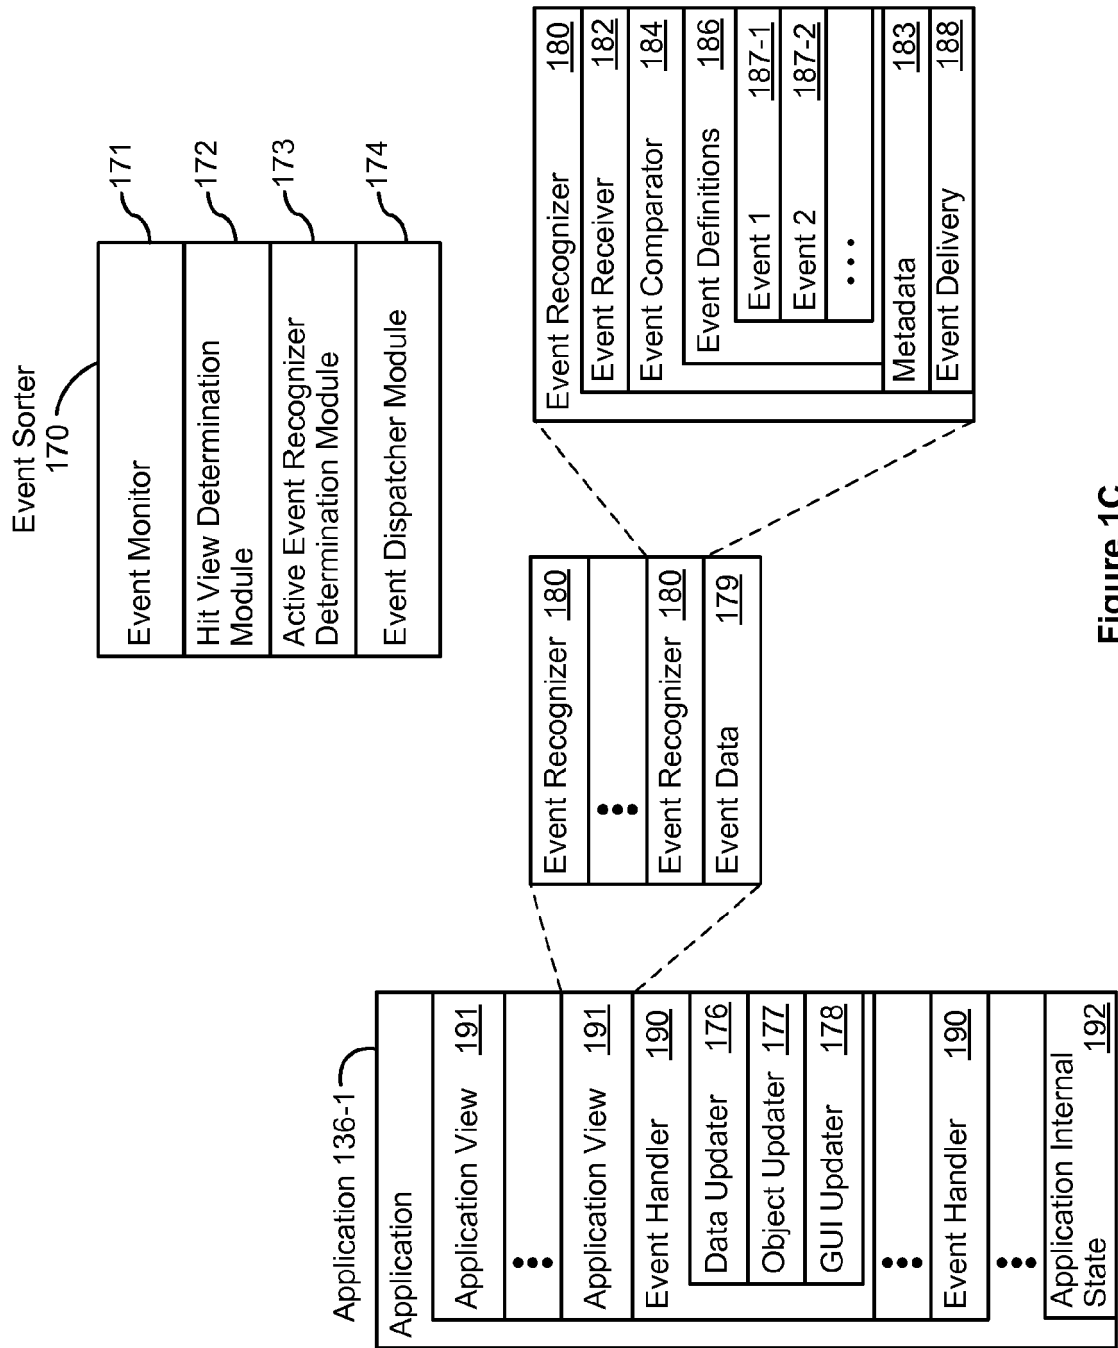 Event Sorter
170
Event Monitor
171
Hit View Determination
Module
172
Active Event Recognizer
Determination Module
173
Event Dispatcher Module
174
Application 136-1
Application
Application View 191
•••
Application View 191
Event Handler 190
Data Updater 176
Object Updater 177
GUI Updater 178
•••
Event Handler 190
•••
Application Internal
State 192
Event Recognizer 180
•••
Event Recognizer 180
Event Data 179
Event Recognizer 180
Event Receiver 182
Event Comparator 184
Event Definitions 186
Event 1 187-1
Event 2 187-2
•••
Metadata 183
Event Delivery 188
Figure 1C